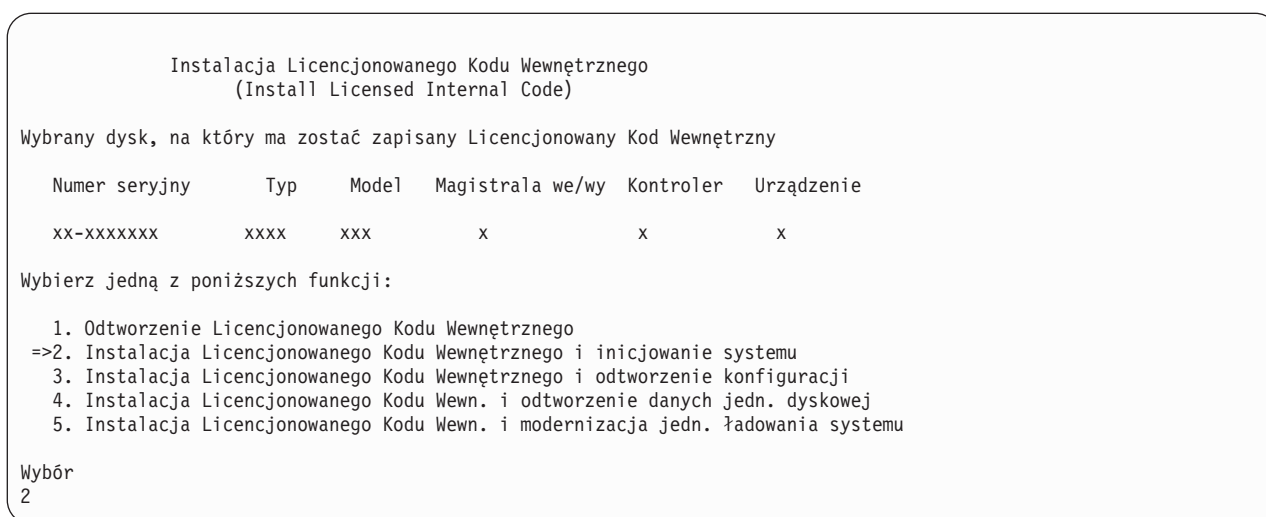 Instalacja Licencjonowanego Kodu Wewnętrznego
(Install Licensed Internal Code)
Wybrany dysk, na który ma zostać zapisany Licencjonowany Kod Wewnętrzny
Numer seryjny Typ Model Magistrala we/wy Kontroler Urządzenie
xx-xxxxxxx xxxx xxx x x x
Wybierz jedną z poniższych funkcji:
1. Odtworzenie Licencjonowanego Kodu Wewnętrznego
=>2. Instalacja Licencjonowanego Kodu Wewnętrznego i inicjowanie systemu
3. Instalacja Licencjonowanego Kodu Wewnętrznego i odtworzenie konfiguracji
4. Instalacja Licencjonowanego Kodu Wewn. i odtworzenie danych jedn. dyskowej
5. Instalacja Licencjonowanego Kodu Wewn. i modernizacja jedn. ładowania systemu
Wybór
2